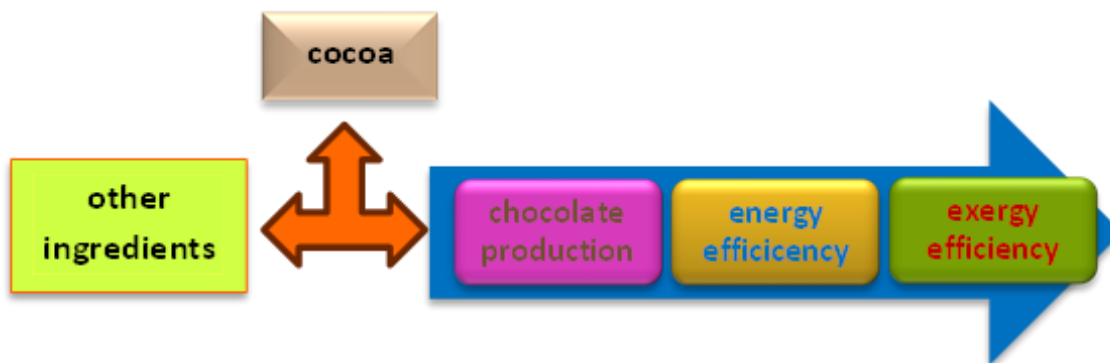 cocoa
other
ingredients
chocolate
production
energy
efficicency
exergy
efficiency